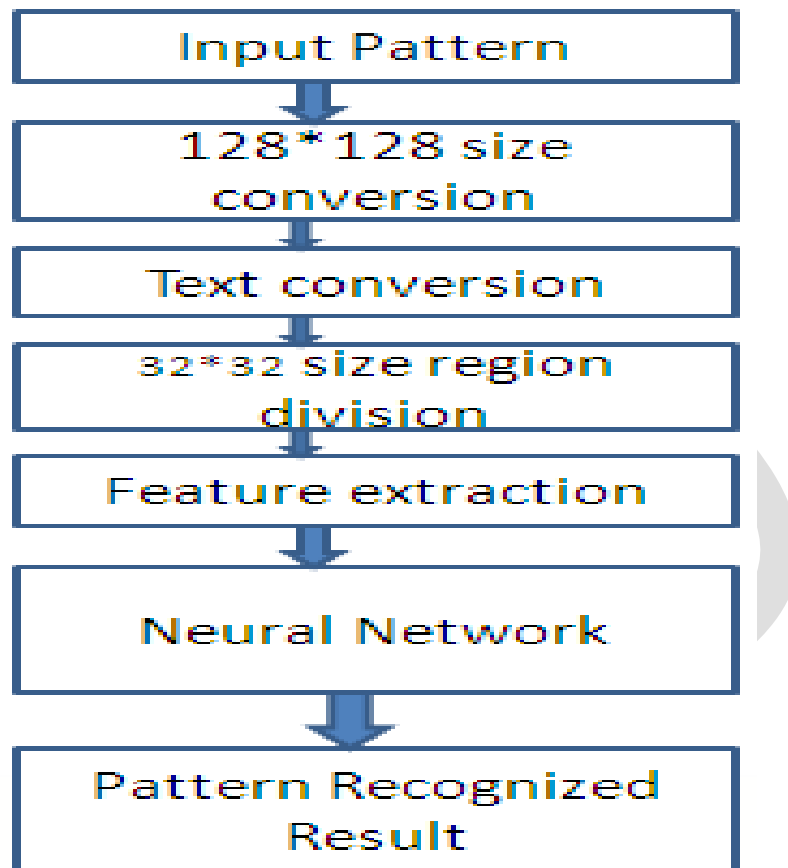 Input Pattern
128*128 size
conversion
Text conversion
32*32 size region
division
Feature extraction
Neural Network
Pattern Recognized
Result